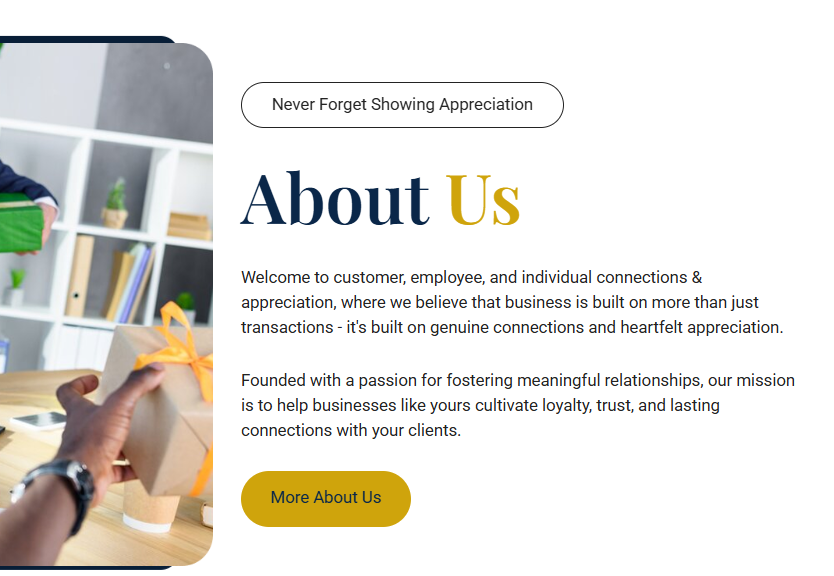 Never Forget Showing Appreciation
About Us
Welcome to customer, employee, and individual connections &
appreciation, where we believe that business is built on more than just
transactions - it's built on genuine connections and heartfelt appreciation.
Founded with a passion for fostering meaningful relationships, our mission
is to help businesses like yours cultivate loyalty, trust, and lasting
connections with your clients.
More About Us